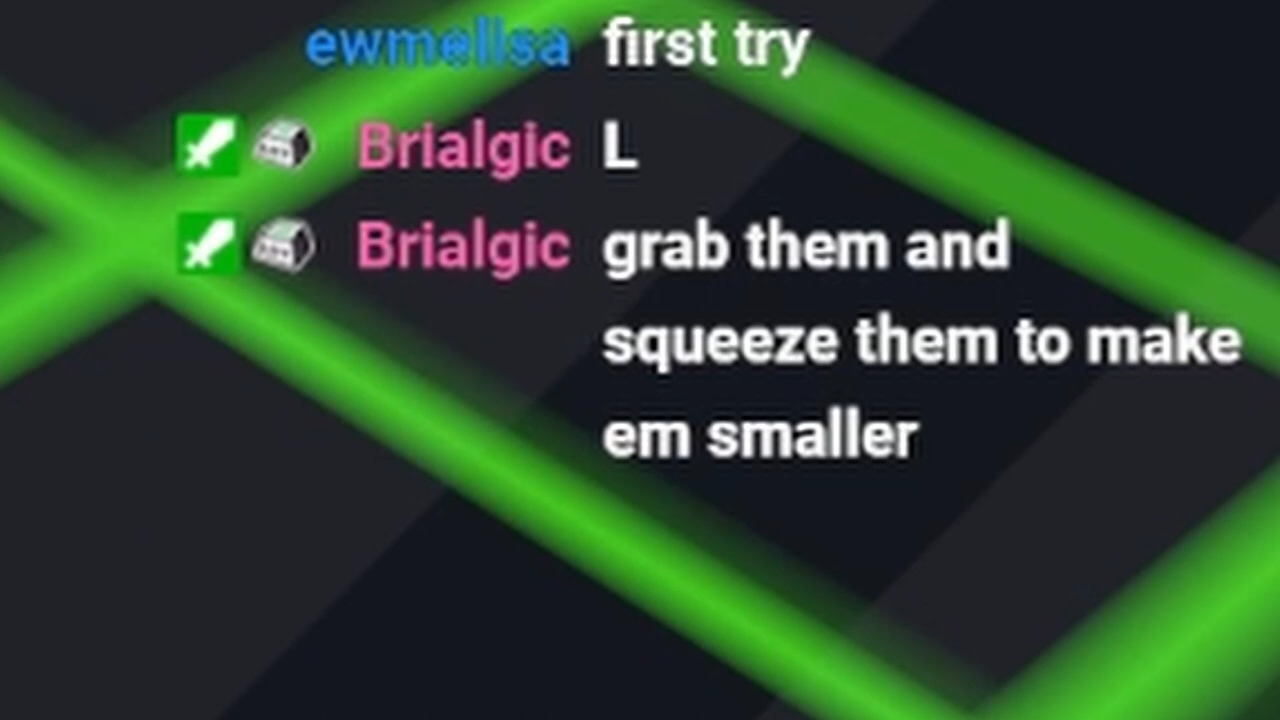 ewmelisa first try
Brialgic L
Brialgic grab them and
squeeze them to make
em smaller